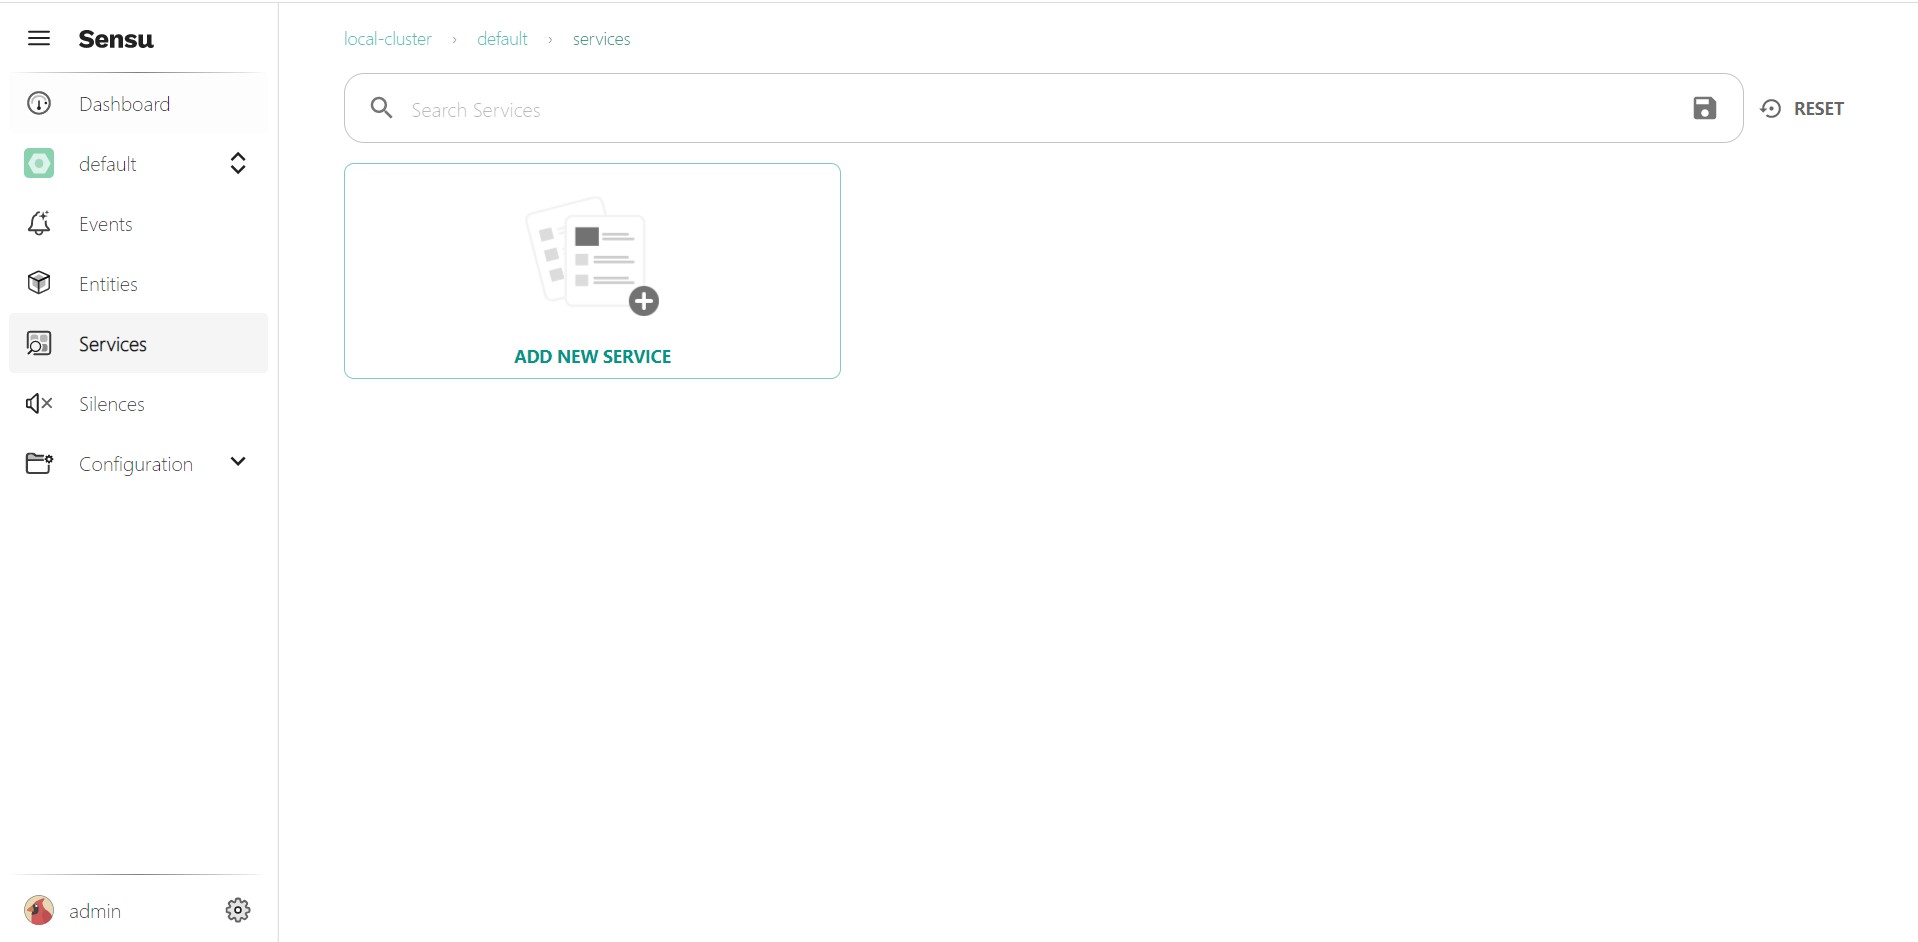 Sensu
Dashboard
default
Events
Entities
Services
Silences
Configuration
admin
local-cluster › default › services
Search Services
RESET
ADD NEW SERVICE